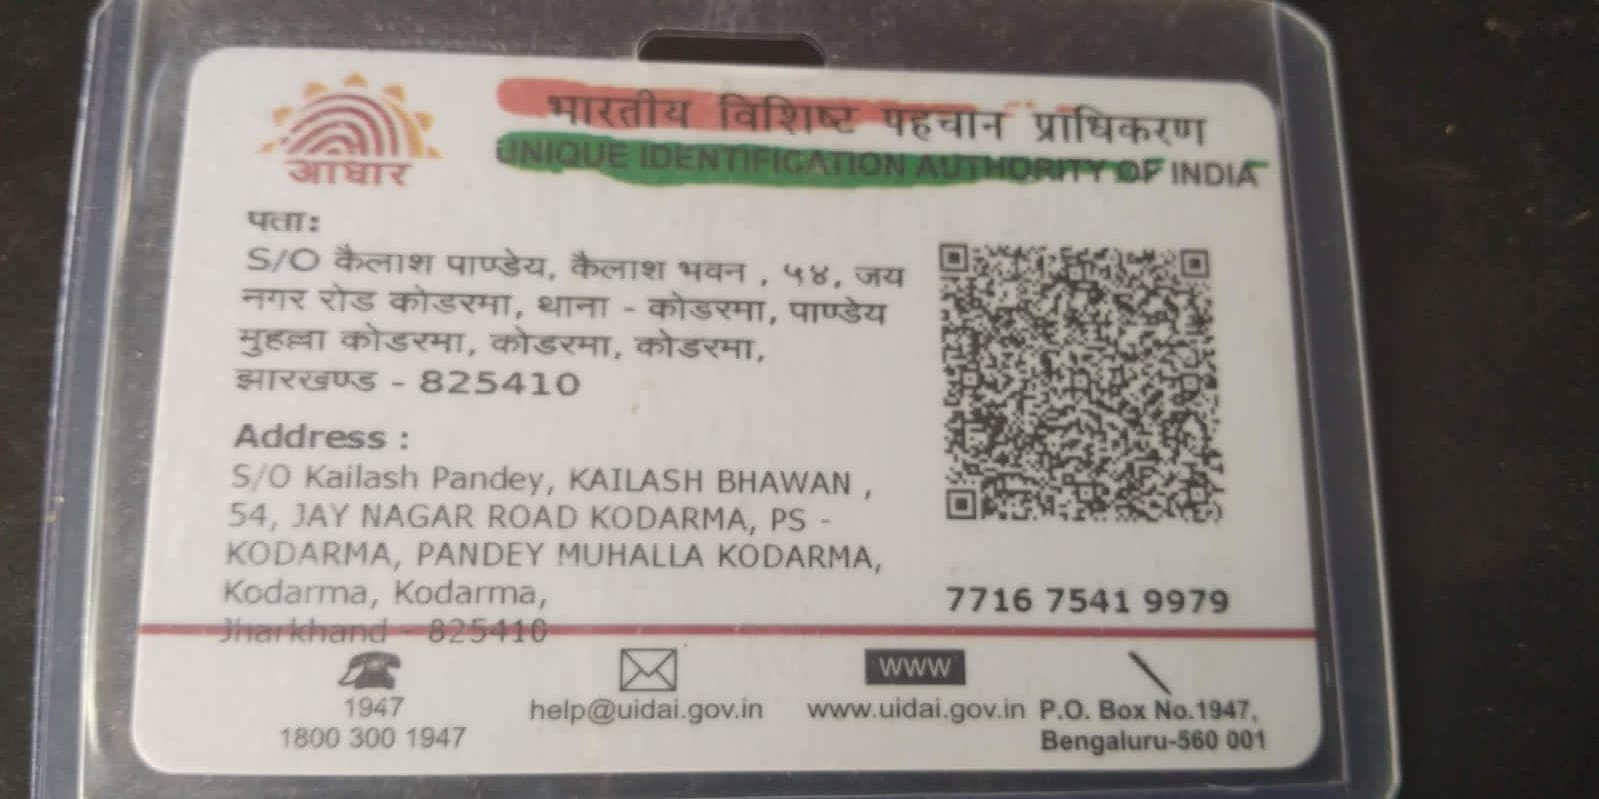 आधार
भारतीय विशिष्ट पहचान प्राधिकरण
UNIQUE IDENTIFICATION AUTHORITY OF INDIA
पता:
S/O कैलाश पाण्डेय, कैलाश भवन , ५४, जय
नगर रोड कोडरमा, थाना - कोडरमा, पाण्डेय
मुहल्ला कोडरमा, कोडरमा, कोडरमा,
झारखण्ड - 825410
Address :
S/O Kailash Pandey, KAILASH BHAWAN ,
54, JAY NAGAR ROAD KODARMA, PS -
KODARMA, PANDEY MUHALLA KODARMA,
Kodarma, Kodarma,
Jharkhand - 825410
7716 7541 9979
1947
1800 300 1947
help@uidai.gov.in
WWW
www.uidai.gov.in
P.O. Box No.1947,
Bengaluru-560 001